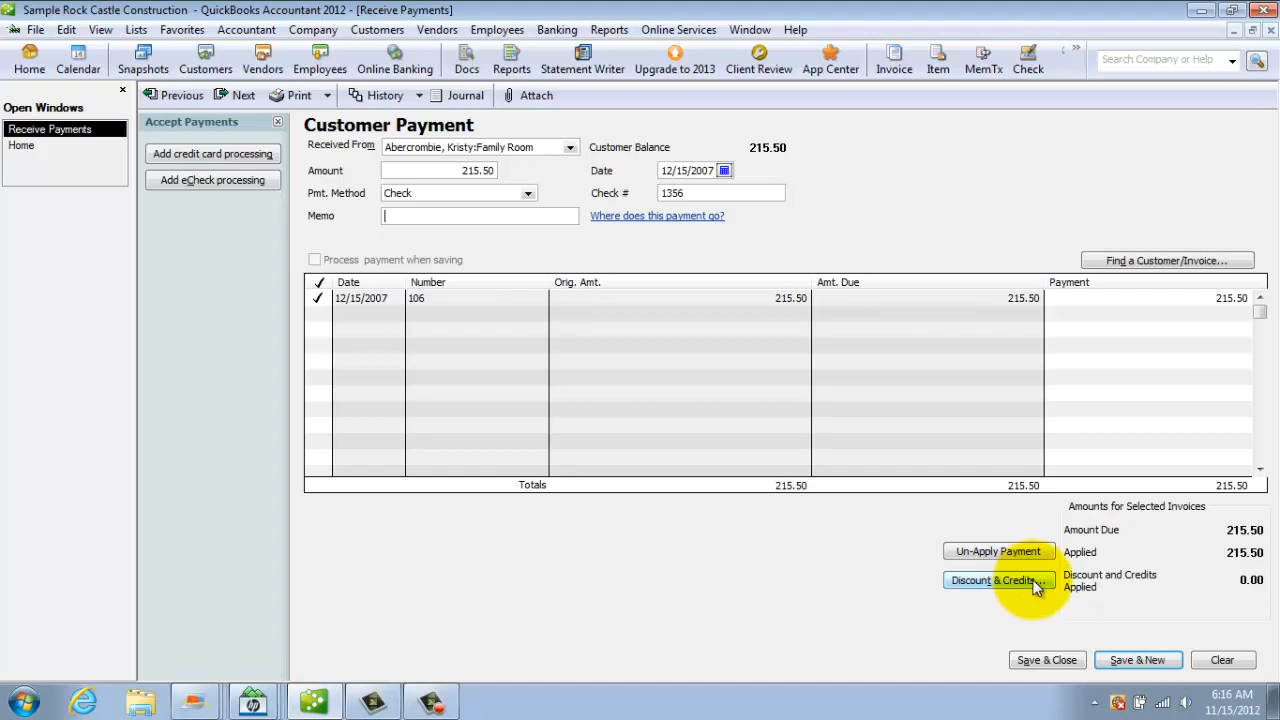 Sample Rock Castle Construction - QuickBooks Accountant 2012 - [Receive Payments]
File Edit View Lists Favorites Accountant Company Customers Vendors Employees Banking Reports Online Services Window Help
Home Calendar Snapshots Customers Vendors Employees Online Banking Docs Reports Statement Writer Upgrade to 2013 Client Review App Center Invoice Item MemTx Check Search Company or Help
Open Windows
Receive Payments
Home
Previous Next Print History Journal Attach
Accept Payments
Add credit card processing
Add eCheck processing
Customer Payment
Received From Abercrombie, Kristy:Family Room Customer Balance 215.50
Amount 215.50 Date 12/15/2007
Pmt. Method Check Check # 1356
Memo Where does this payment go?
Process payment when saving Find a Customer/Invoice...
Date Number Orig. Amt. Amt. Due Payment
12/15/2007 106 215.50 215.50 215.50
Totals 215.50 215.50 215.50
Amounts for Selected Invoices
Amount Due 215.50
Un-Apply Payment Applied 215.50
Discount & Credits... Discount and Credits Applied 0.00
Save & Close Save & New Clear
6:16 AM
11/15/2012